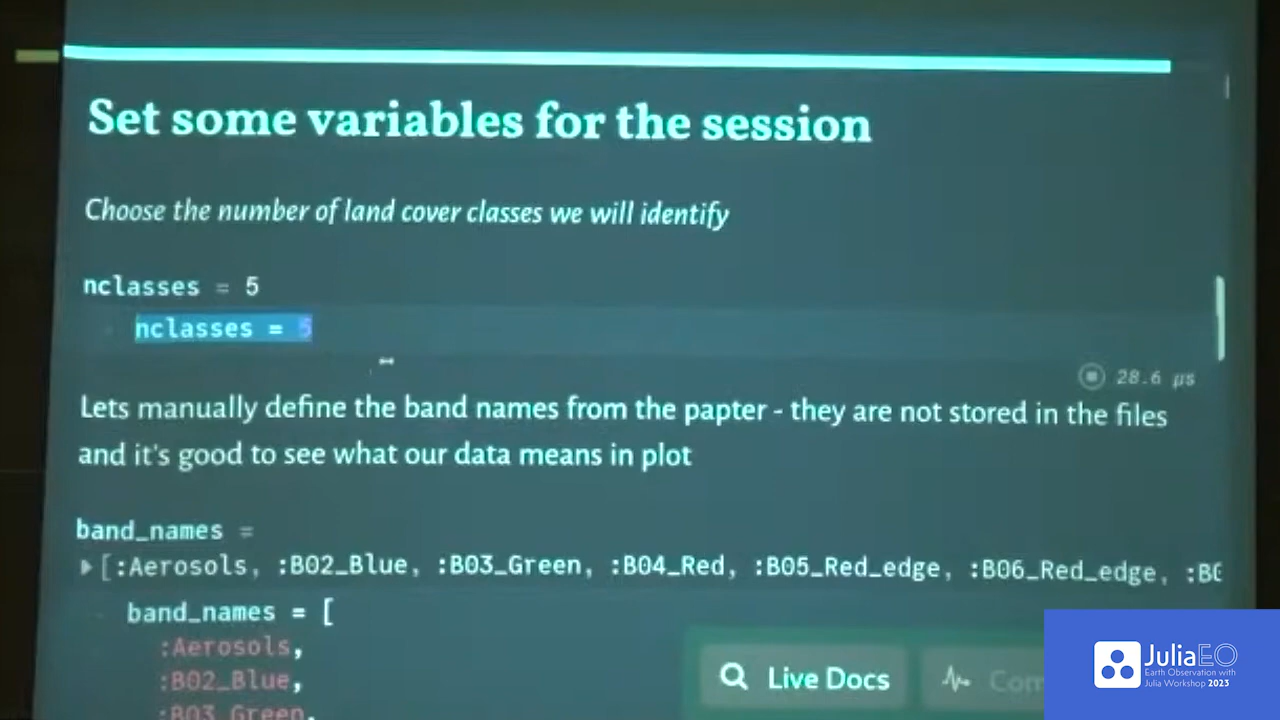 Set some variables for the session
Choose the number of land cover classes we will identify
nclasses = 5
nclasses = 5
28.6 µs
Lets manually define the band names from the papter - they are not stored in the files
and it's good to see what our data means in plot
band_names =
[:Aerosols, :B02_Blue, :B03_Green, :B04_Red, :B05_Red_edge, :B06_Red_edge,
band_names = [
:Aerosols,
:B02_Blue,
:B03_Green,
Live Docs
JuliaEO
Earth Observation with
Julia Workshop 2023